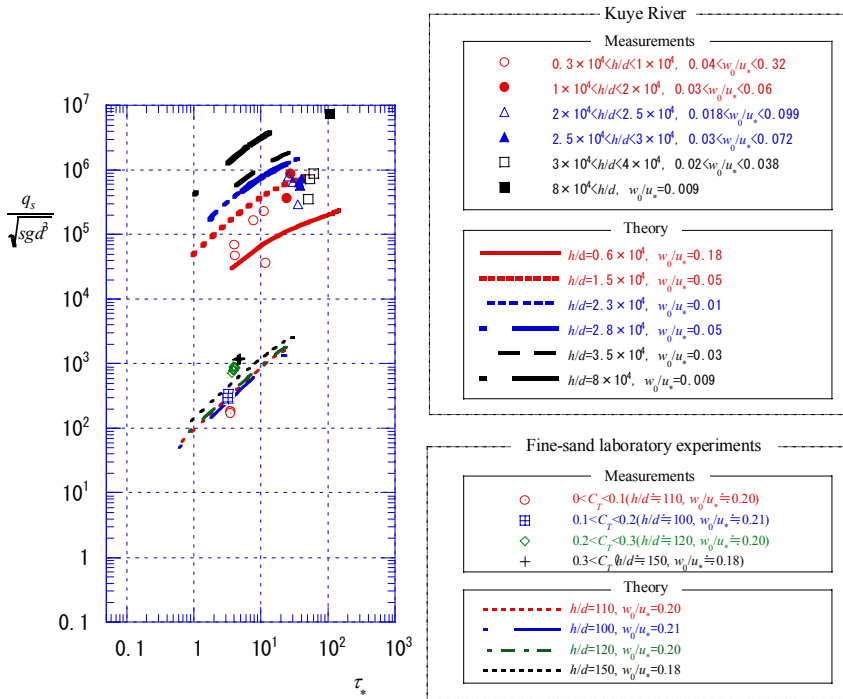 Kuye River
Measurements
0.3×10⁴<h/d<1×10⁴, 0.04<w₀/u*<0.32
1×10⁴<h/d<2×10⁴, 0.03<w₀/u*<0.06
2×10⁴<h/d<2.5×10⁴, 0.018<w₀/u*<0.099
2.5×10⁴<h/d<3×10⁴, 0.03<w₀/u*<0.072
3×10⁴<h/d<4×10⁴, 0.02<w₀/u*<0.038
8×10⁴<h/d, w₀/u*=0.009
Theory
h/d=0.6×10⁴, w₀/u*=0.18
h/d=1.5×10⁴, w₀/u*=0.05
h/d=2.3×10⁴, w₀/u*=0.01
h/d=2.8×10⁴, w₀/u*=0.05
h/d=3.5×10⁴, w₀/u*=0.03
h/d=8×10⁴, w₀/u*=0.009
Fine-sand laboratory experiments
Measurements
0<C_T<0.1(h/d≒110, w₀/u*≒0.20)
0.1<C_T<0.2(h/d≒100, w₀/u*≒0.21)
0.2<C_T<0.3(h/d≒120, w₀/u*≒0.20)
0.3<C_T(h/d≒150, w₀/u*≒0.18)
Theory
h/d=110, w₀/u*=0.20
h/d=100, w₀/u*=0.21
h/d=120, w₀/u*=0.20
h/d=150, w₀/u*=0.18
q_s
√sgd³
10⁷
10⁶
10⁵
10⁴
10³
10²
10¹
1
0.1
0.1 1 10¹ 10² 10³
τ*